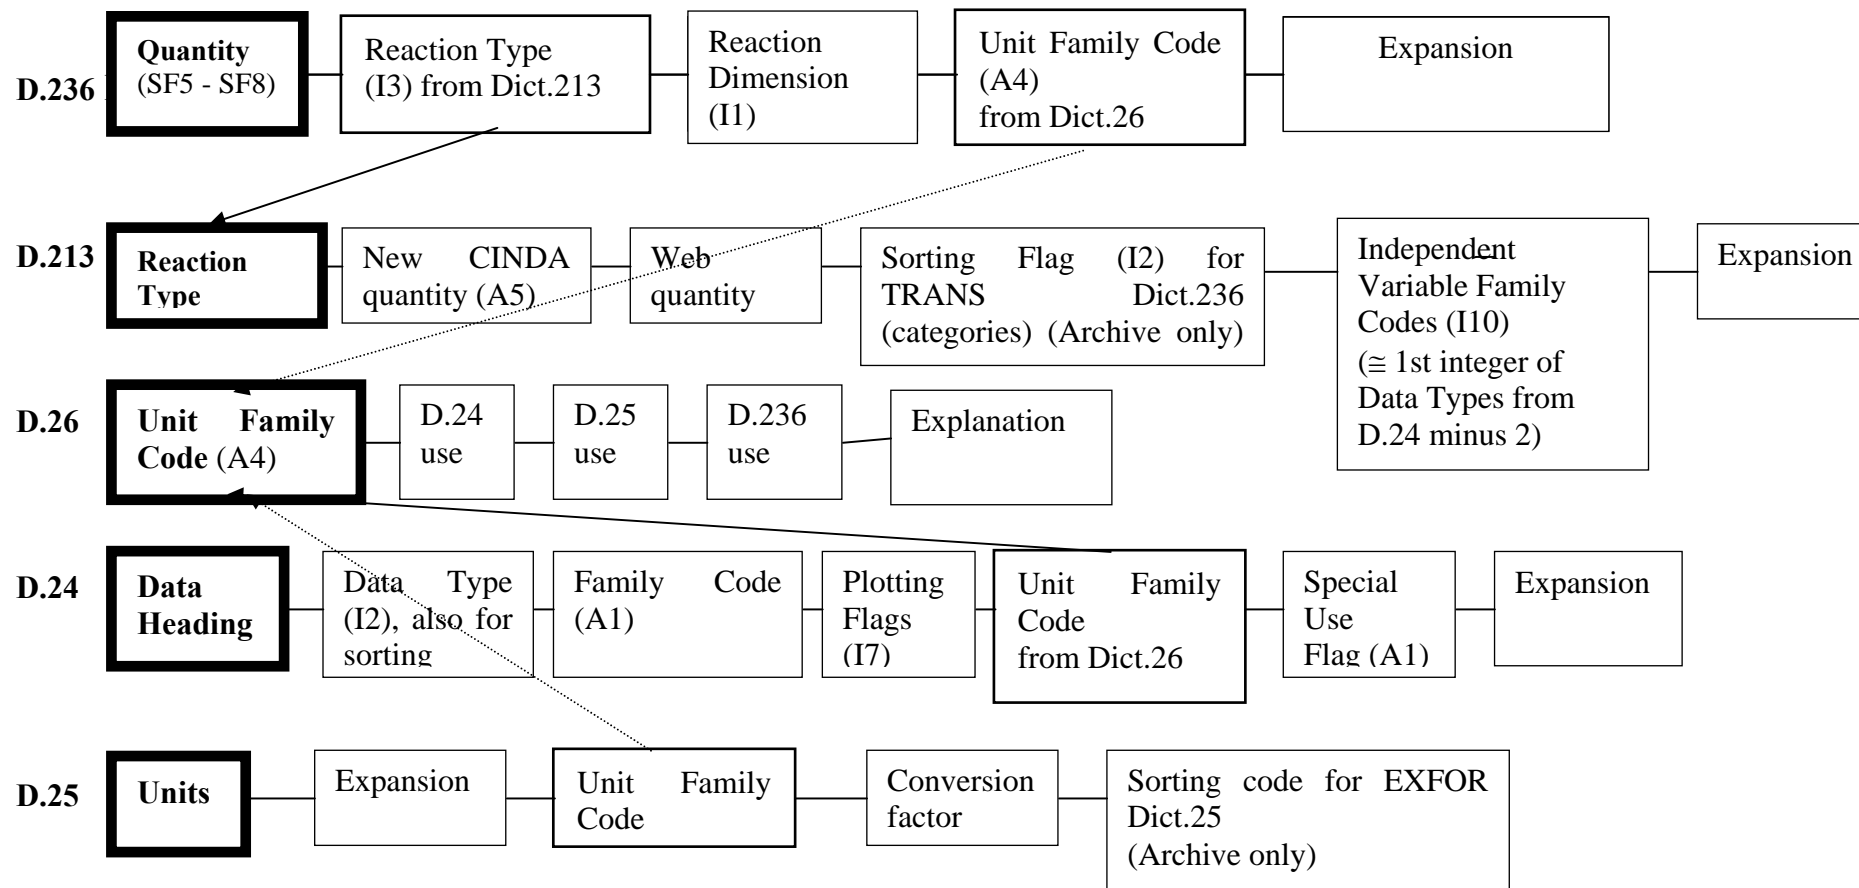 D.236
Quantity
(SF5 - SF8)
Reaction Type
(I3) from Dict.213
Reaction
Dimension
(I1)
Unit Family Code
(A4)
from Dict.26
Expansion
D.213
Reaction
Type
New CINDA
quantity (A5)
Web
quantity
Sorting Flag (I2) for
TRANS Dict.236
(categories) (Archive only)
Independent
Variable Family
Codes (I10)
(≅ 1st integer of
Data Types from
D.24 minus 2)
Expansion
D.26
Unit Family
Code (A4)
D.24
use
D.25
use
D.236
use
Explanation
D.24
Data
Heading
Data Type
(I2), also for
sorting
Family Code
(A1)
Plotting
Flags
(I7)
Unit Family
Code
from Dict.26
Special
Use
Flag (A1)
Expansion
D.25
Units
Expansion
Unit Family
Code
Conversion
factor
Sorting code for EXFOR
Dict.25
(Archive only)